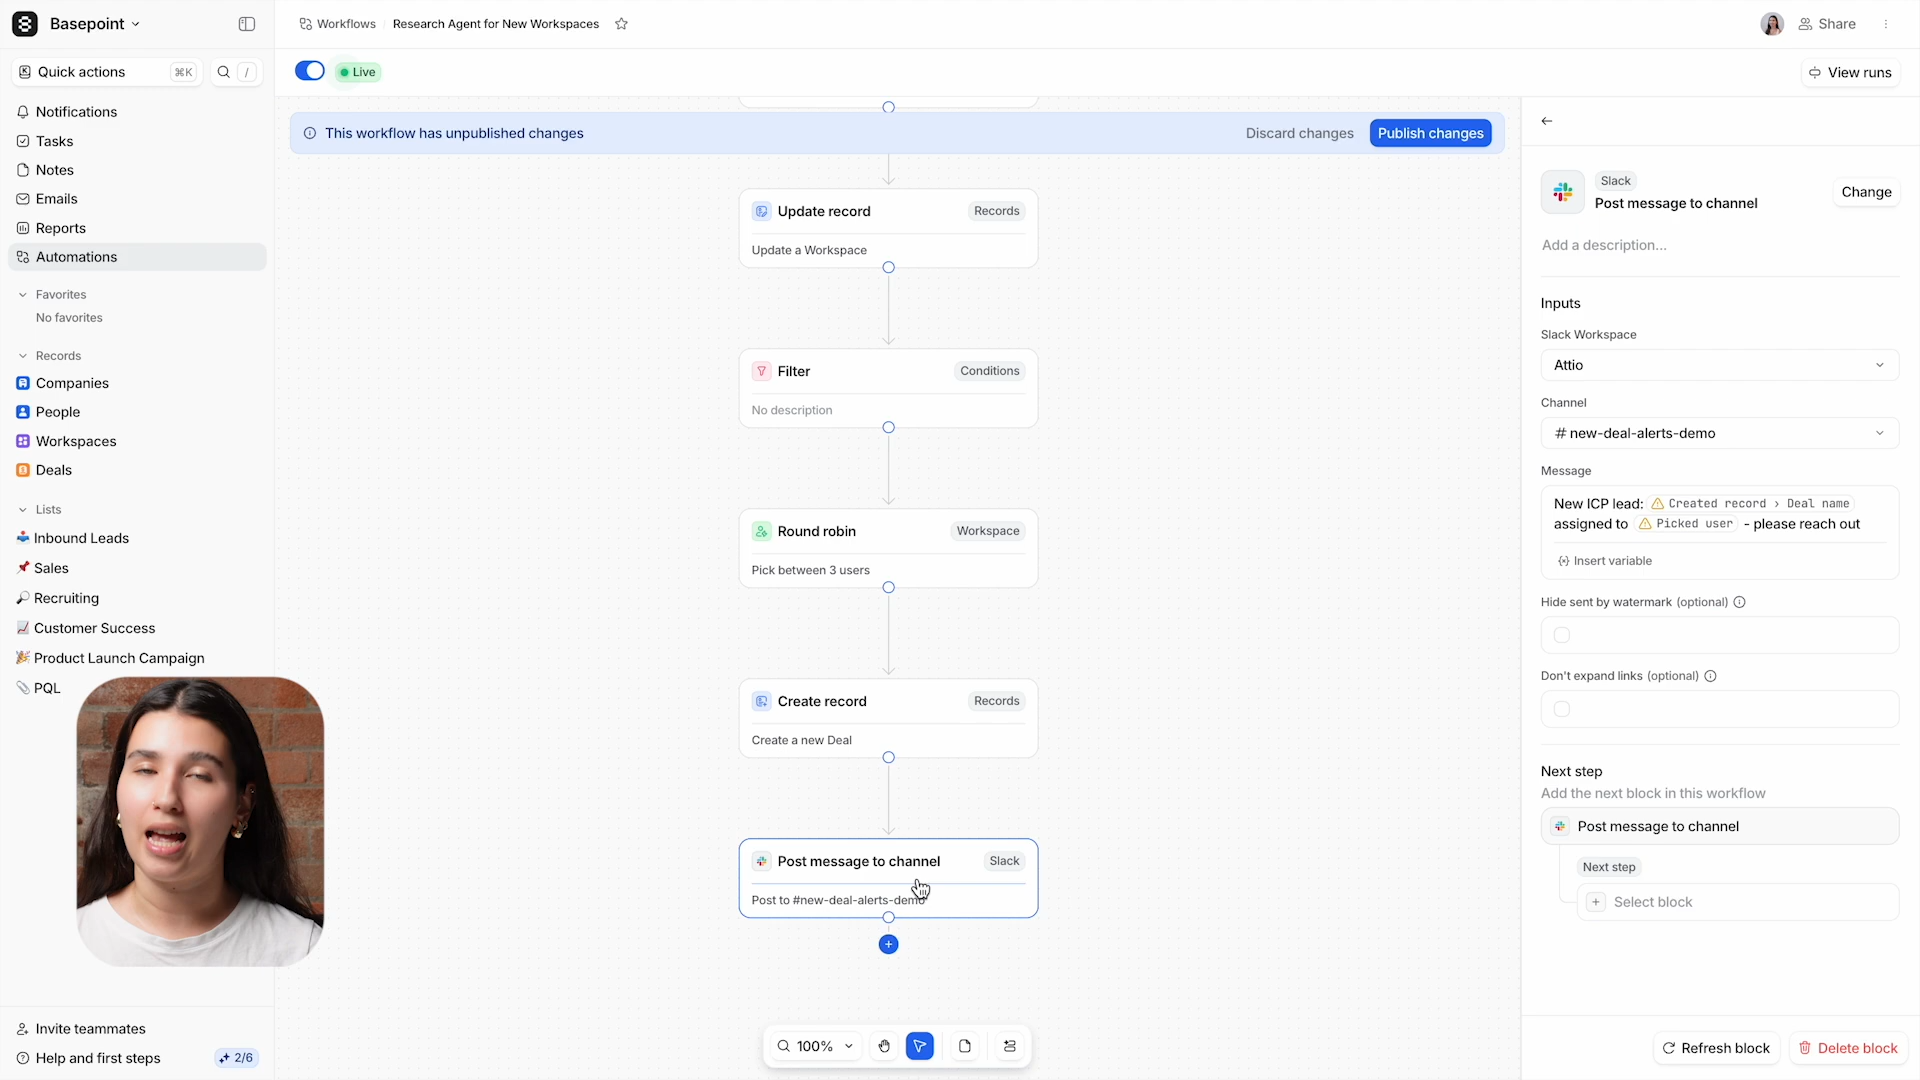 Basepoint
Workflows
Research Agent for New Workspaces
Share
Quick actions
⌘K
/
Live
View runs
Notifications
Tasks
Notes
Emails
Reports
Automations
Favorites
No favorites
Records
Companies
People
Workspaces
Deals
Lists
Inbound Leads
Sales
Recruiting
Customer Success
Product Launch Campaign
PQL
Invite teammates
Help and first steps
2/6
This workflow has unpublished changes
Discard changes
Publish changes
Update record
Records
Update a Workspace
Filter
Conditions
No description
Round robin
Workspace
Pick between 3 users
Create record
Records
Create a new Deal
Post message to channel
Slack
Post to #new-deal-alerts-demo
100%
Slack
Post message to channel
Change
Add a description...
Inputs
Slack Workspace
Attio
Channel
# new-deal-alerts-demo
Message
New ICP lead: Created record › Deal name
assigned to Picked user - please reach out
Insert variable
Hide sent by watermark (optional)
Don't expand links (optional)
Next step
Add the next block in this workflow
Post message to channel
Next step
Select block
Refresh block
Delete block